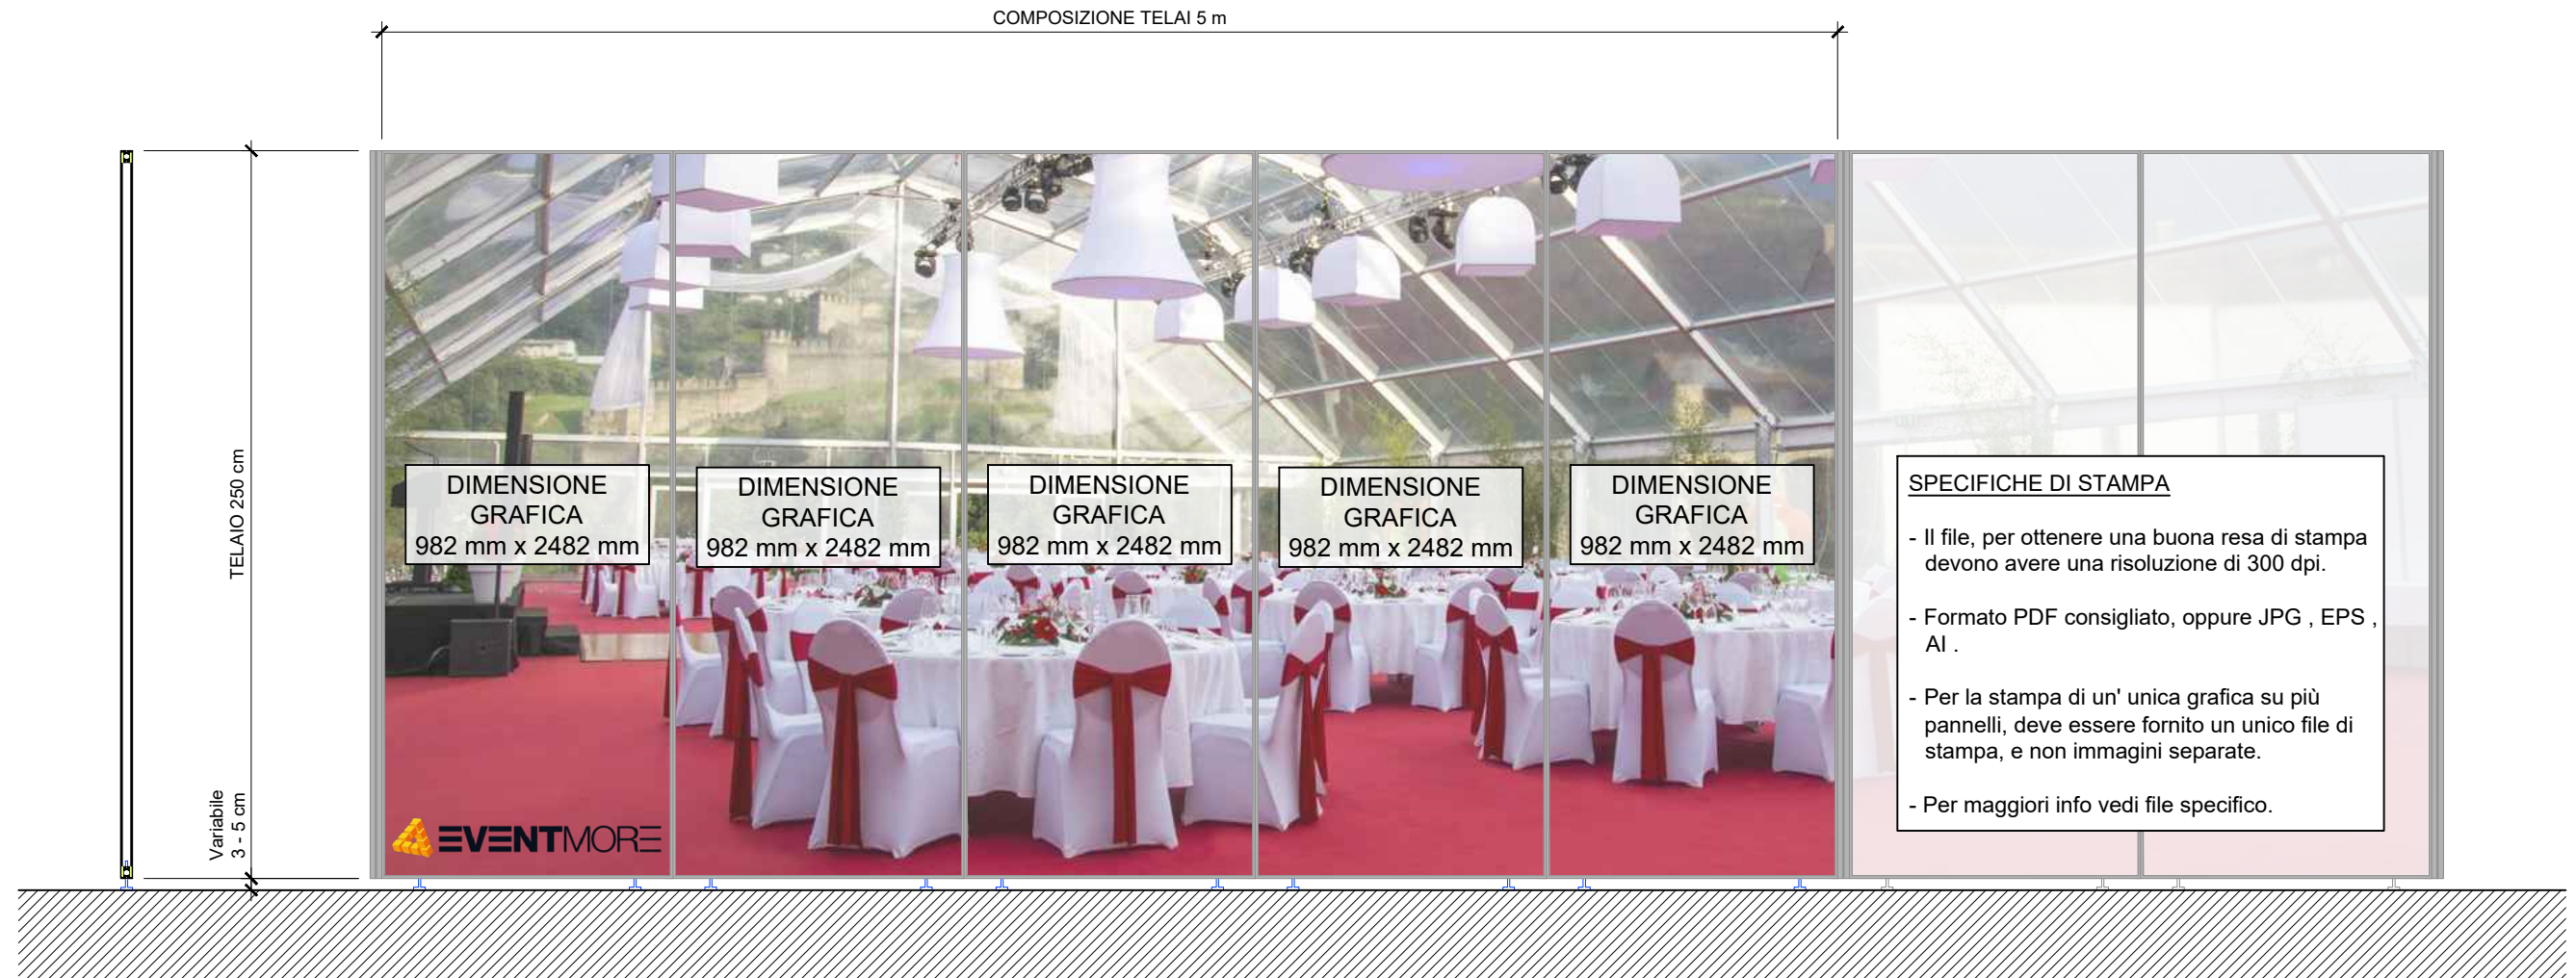 COMPOSIZIONE TELAI 5 m
TELAIO 250 cm
Variabile
3 - 5 cm
DIMENSIONE
GRAFICA
982 mm x 2482 mm
DIMENSIONE
GRAFICA
982 mm x 2482 mm
DIMENSIONE
GRAFICA
982 mm x 2482 mm
DIMENSIONE
GRAFICA
982 mm x 2482 mm
DIMENSIONE
GRAFICA
982 mm x 2482 mm
EVENTMORE
SPECIFICHE DI STAMPA
- Il file, per ottenere una buona resa di stampa
devono avere una risoluzione di 300 dpi.
- Formato PDF consigliato, oppure JPG , EPS ,
AI .
- Per la stampa di un' unica grafica su più
pannelli, deve essere fornito un unico file di
stampa, e non immagini separate.
- Per maggiori info vedi file specifico.